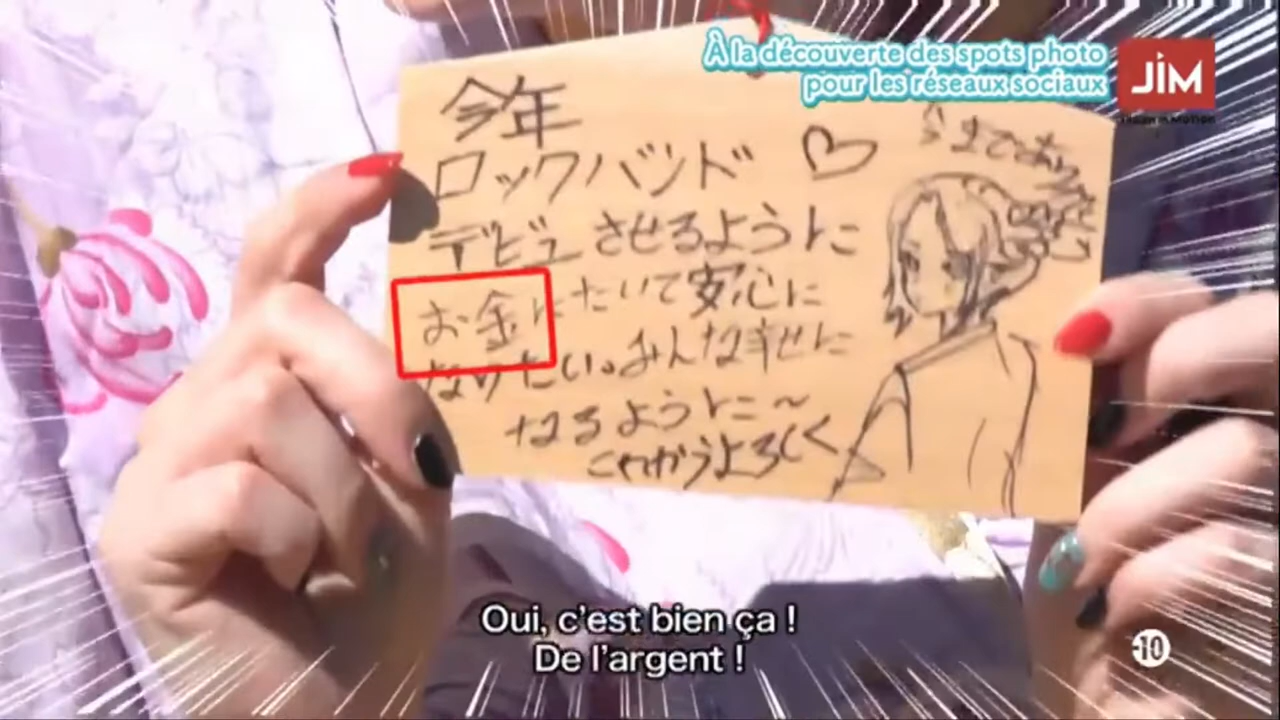 À la découverte des spots photo
pour les réseaux sociaux
JIM
今年
ロックバンド ♡
デビューさせるように
お金にたいて安心に
なりたい。みんな幸せに
なるように～
これからよろしく
Oui, c'est bien ça !
De l'argent !
-10